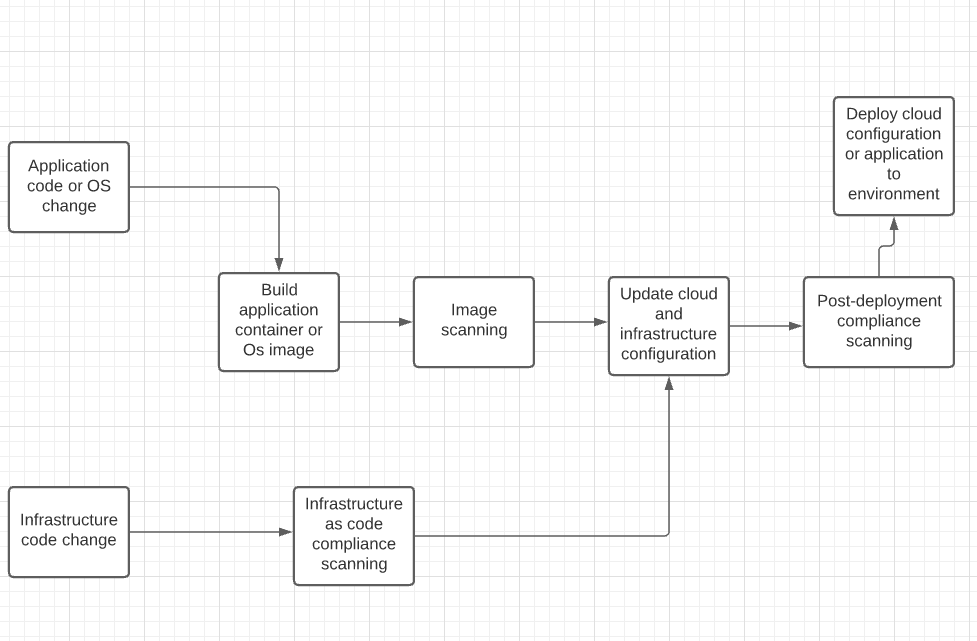 Deploy cloud
configuration
or application
to
environment
Application
code or OS
change
Build
application
container or
Os image
Image
scanning
Update cloud
and
infrastructure
configuration
Post-deployment
compliance
scanning
Infrastructure
code change
Infrastructure
as code
compliance
scanning